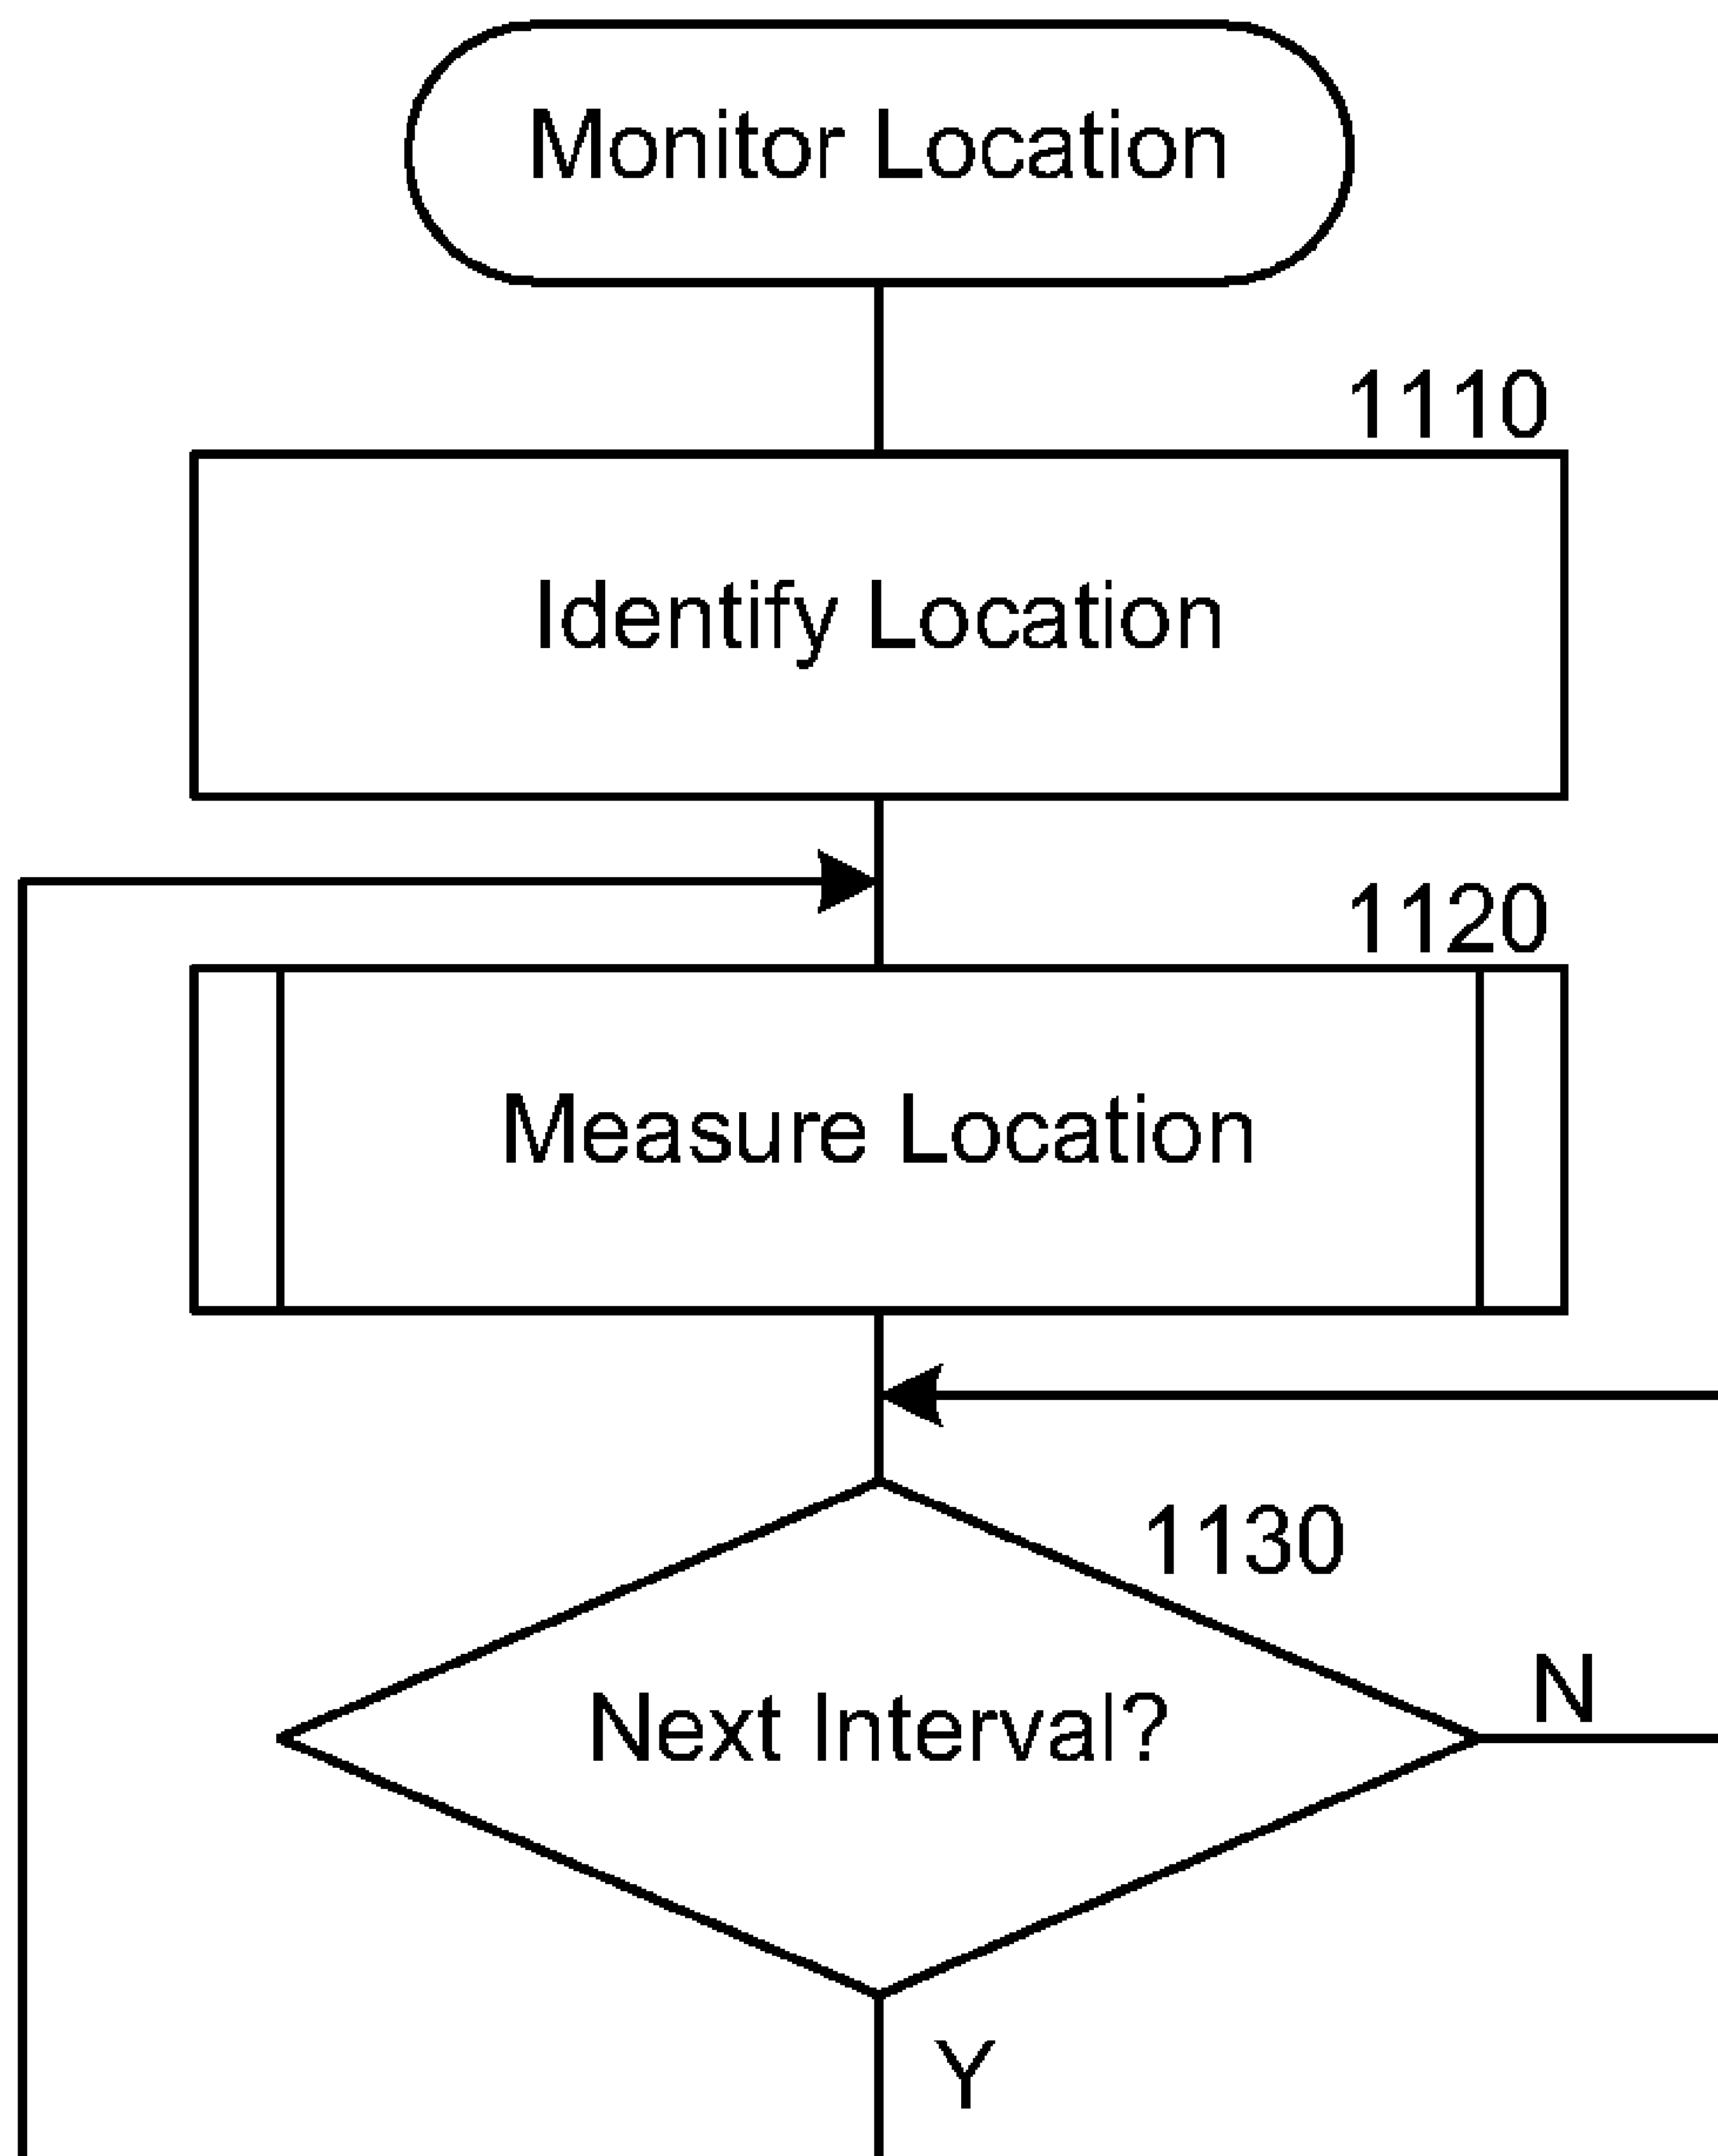 Monitor Location
1110
Identify Location
1120
Measure Location
1130
Next Interval?
N
Y